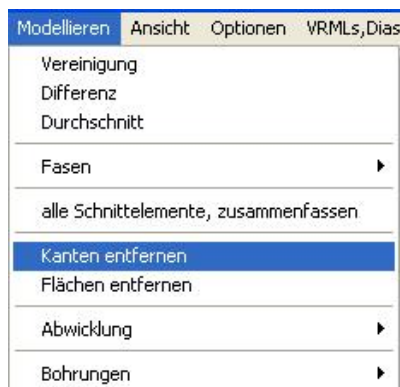 Modellieren Ansicht Optionen VRMLs,Dias
Vereinigung
Differenz
Durchschnitt
Fasen
alle Schnittelemente, zusammenfassen
Kanten entfernen
Flächen entfernen
Abwicklung
Bohrungen